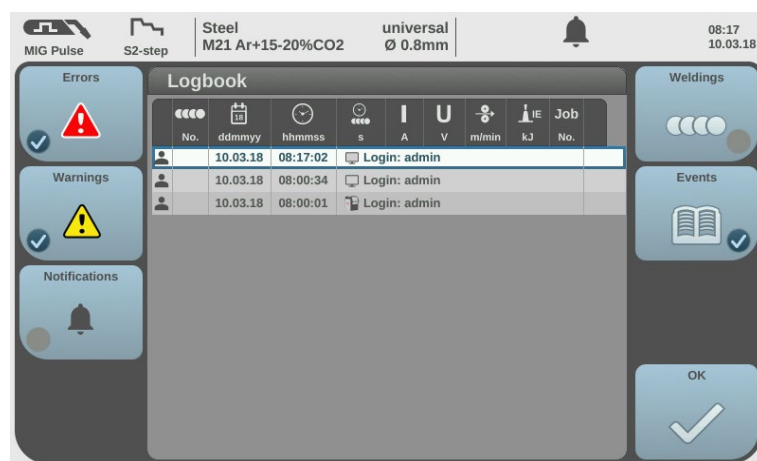 MIG Pulse
S2-step
Steel universal
M21 Ar+15-20%CO2 Ø 0.8mm
08:17
10.03.18
Errors
Logbook
Weldings
18 I U IE Job
No. ddmmyy hhmmss s A V m/min kJ No.
10.03.18 08:17:02 Login: admin
10.03.18 08:00:34 Login: admin
10.03.18 08:00:01 Login: admin
Warnings
Events
Notifications
OK